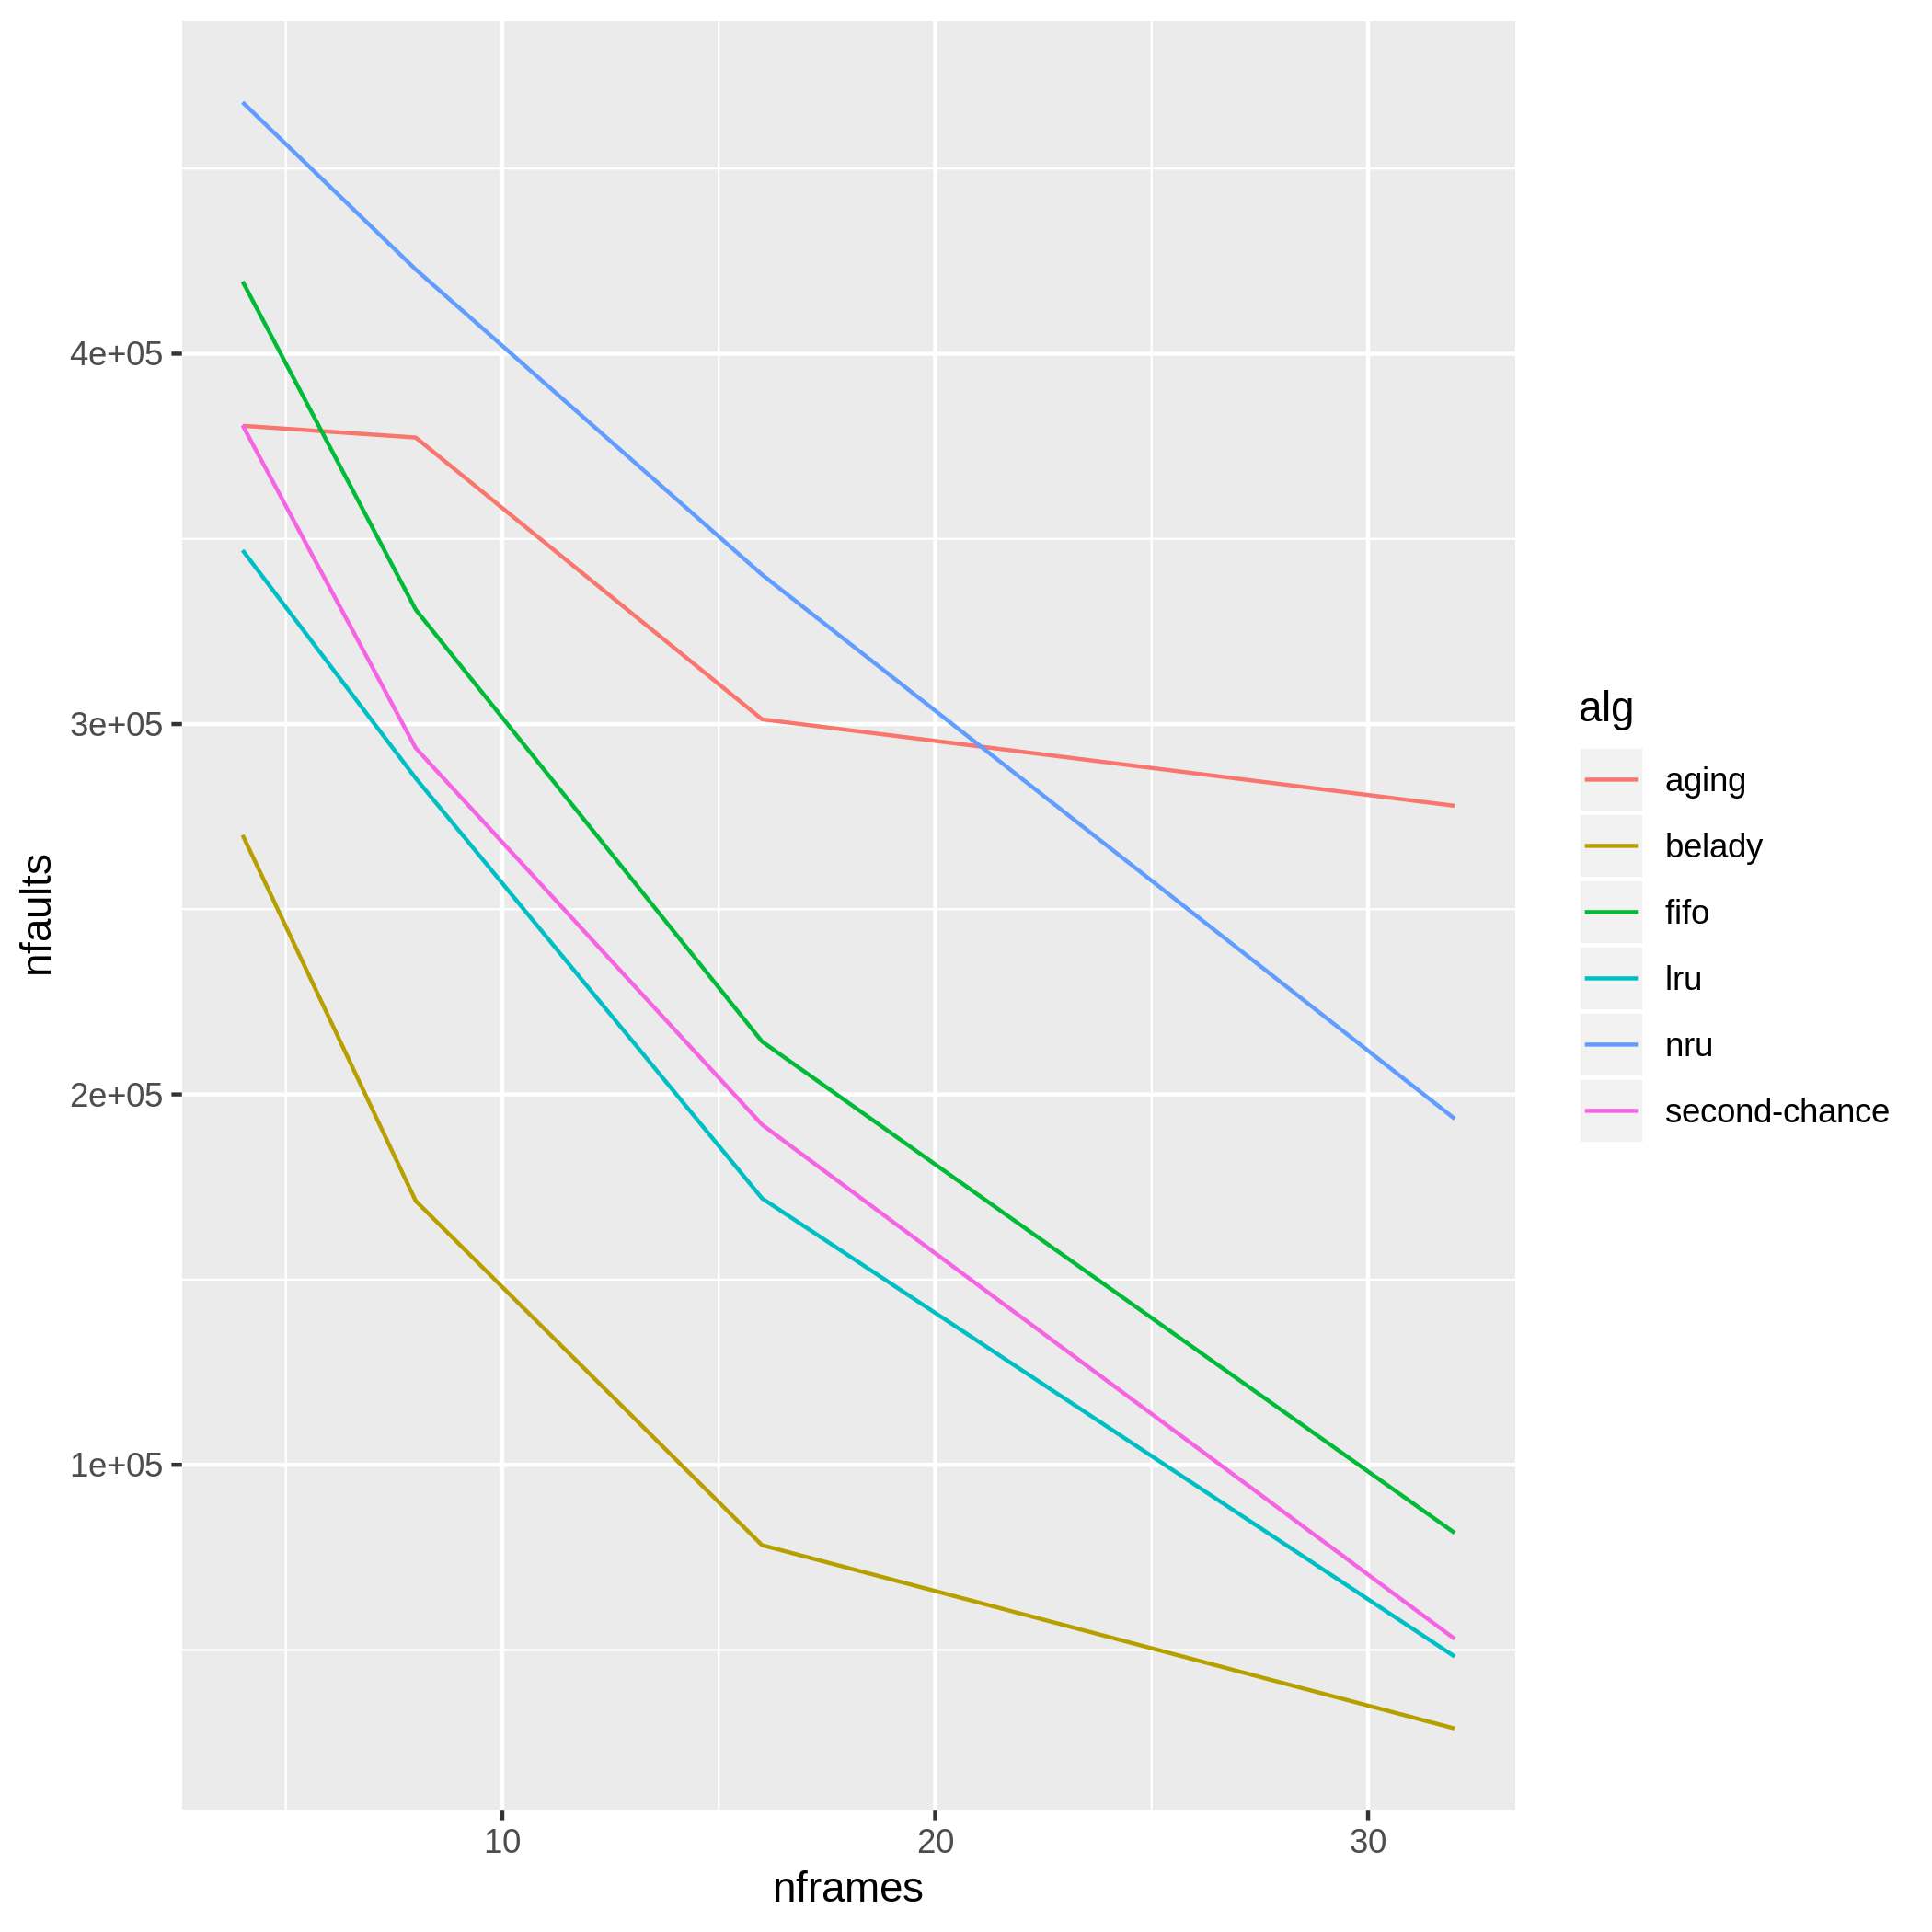 4e+05
3e+05
2e+05
1e+05
nfaults
10 20 30
nframes
alg
aging
belady
fifo
lru
nru
second-chance